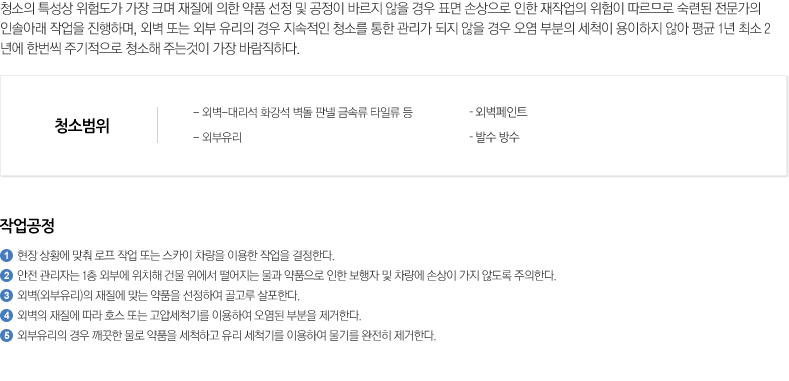 청소의 특성상 위험도가 가장 크며 재질에 의한 약품 선정 및 공정이 바르지 않을 경우 표면 손상으로 인한 재작업의 위험이 따르므로 숙련된 전문가의
인솔아래 작업을 진행하며, 외벽 또는 외부 유리의 경우 지속적인 청소를 통한 관리가 되지 않을 경우 오염 부분의 세척이 용이하지 않아 평균 1년 최소 2
년에 한번씩 주기적으로 청소해 주는것이 가장 바람직하다.
청소범위
- 외벽-대리석 화강석 벽돌 판넬 금속류 타일류 등
- 외벽페인트
- 외부유리
- 발수 방수
작업공정
1 현장 상황에 맞춰 로프 작업 또는 스카이 차량을 이용한 작업을 결정한다.
2 안전 관리자는 1층 외부에 위치해 건물 위에서 떨어지는 물과 약품으로 인한 보행자 및 차량에 손상이 가지 않도록 주의한다.
3 외벽(외부유리)의 재질에 맞는 약품을 선정하여 골고루 살포한다.
4 외벽의 재질에 따라 호스 또는 고압세척기를 이용하여 오염된 부분을 제거한다.
5 외부유리의 경우 깨끗한 물로 약품을 세척하고 유리 세척기를 이용하여 물기를 완전히 제거한다.